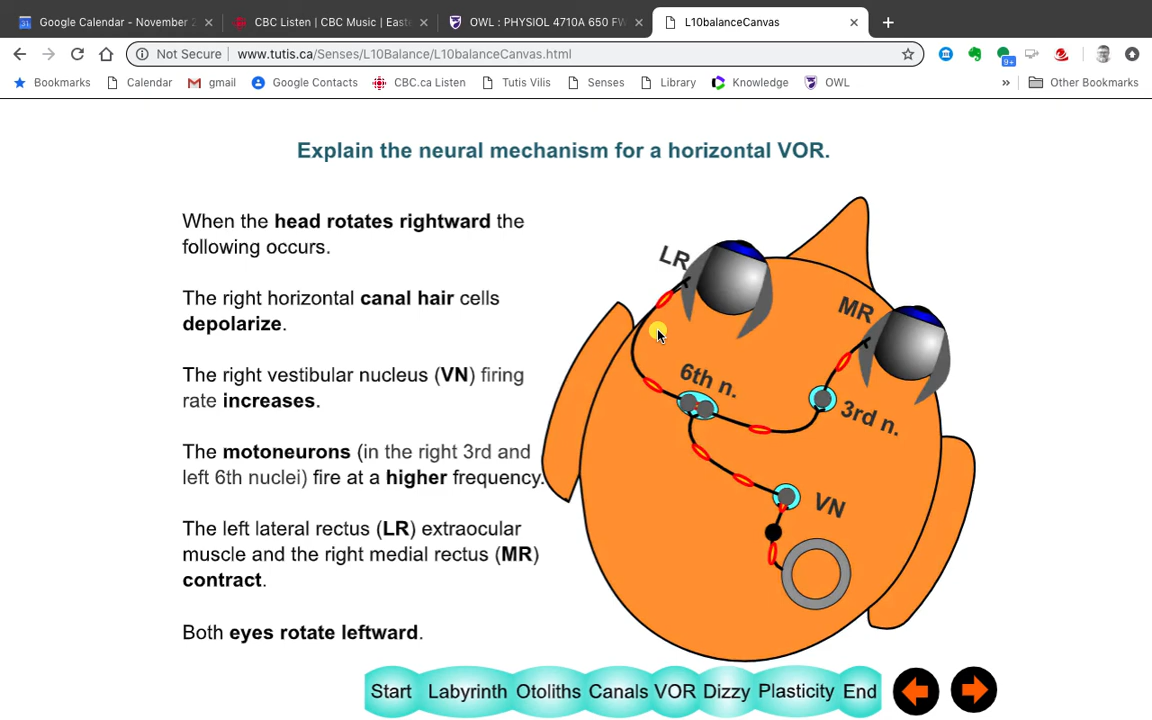 Google Calendar - November 2
CBC Listen | CBC Music | Easte
OWL : PHYSIOL 4710A 650 FW
L10balanceCanvas
Not Secure
www.tutis.ca/Senses/L10Balance/L10balanceCanvas.html
9+
Bookmarks
Calendar
gmail
Google Contacts
CBC.ca Listen
Tutis Vilis
Senses
Library
Knowledge
OWL
»
Other Bookmarks
Explain the neural mechanism for a horizontal VOR.
When the head rotates rightward the
following occurs.
The right horizontal canal hair cells
depolarize.
The right vestibular nucleus (VN) firing
rate increases.
The motoneurons (in the right 3rd and
left 6th nuclei) fire at a higher frequency.
The left lateral rectus (LR) extraocular
muscle and the right medial rectus (MR)
contract.
Both eyes rotate leftward.
LR
MR
6th n.
3rd n.
VN
Start
Labyrinth
Otoliths
Canals
VOR
Dizzy
Plasticity
End